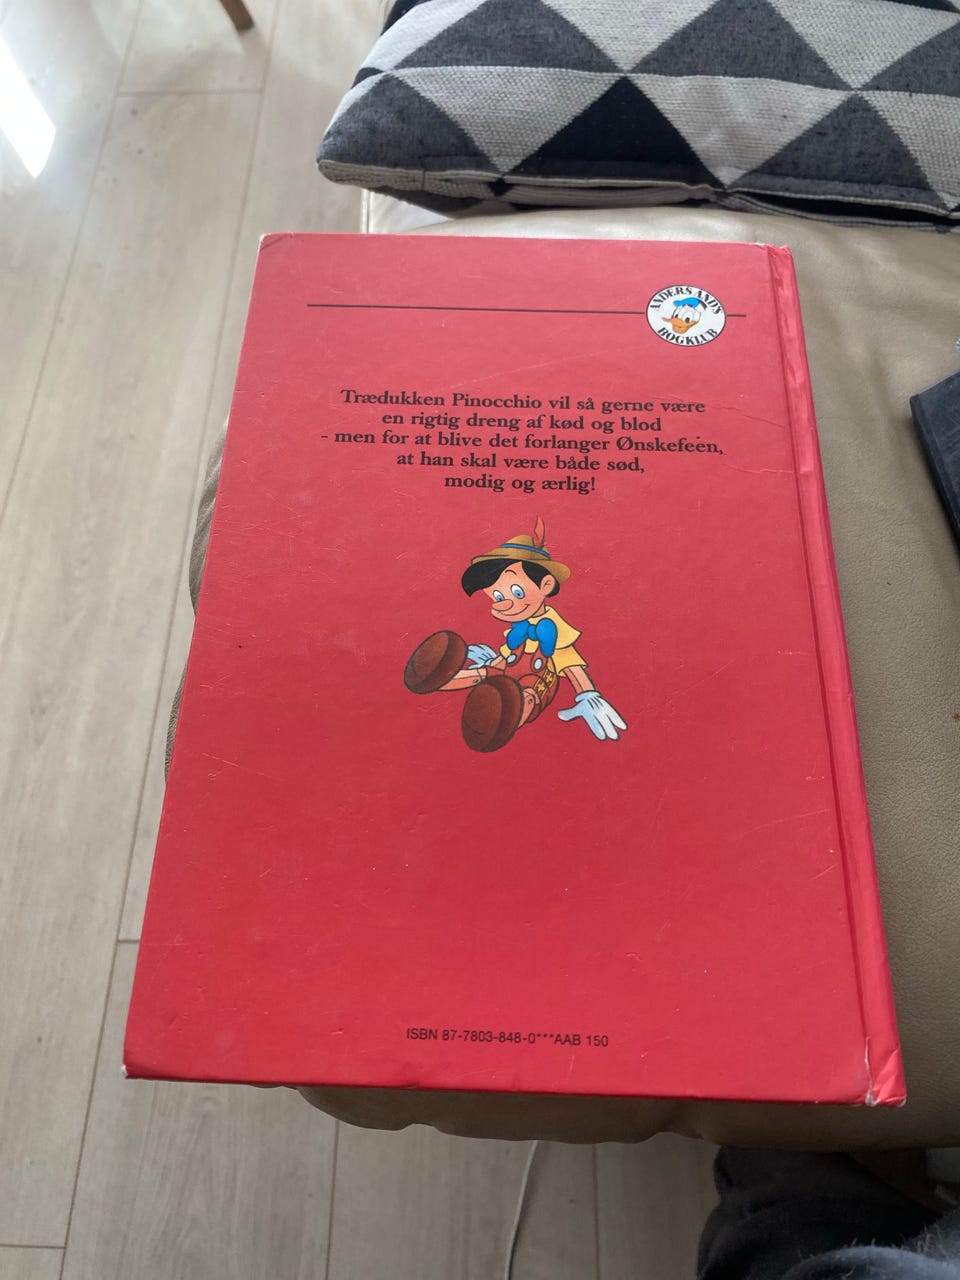 ANDERS AND'S
BOGKLUB
Trædukken Pinocchio vil så gerne være
en rigtig dreng af kød og blod
- men for at blive det forlanger Ønskefeen,
at han skal være både sød,
modig og ærlig!
ISBN 87-7803-848-0***AAB 150